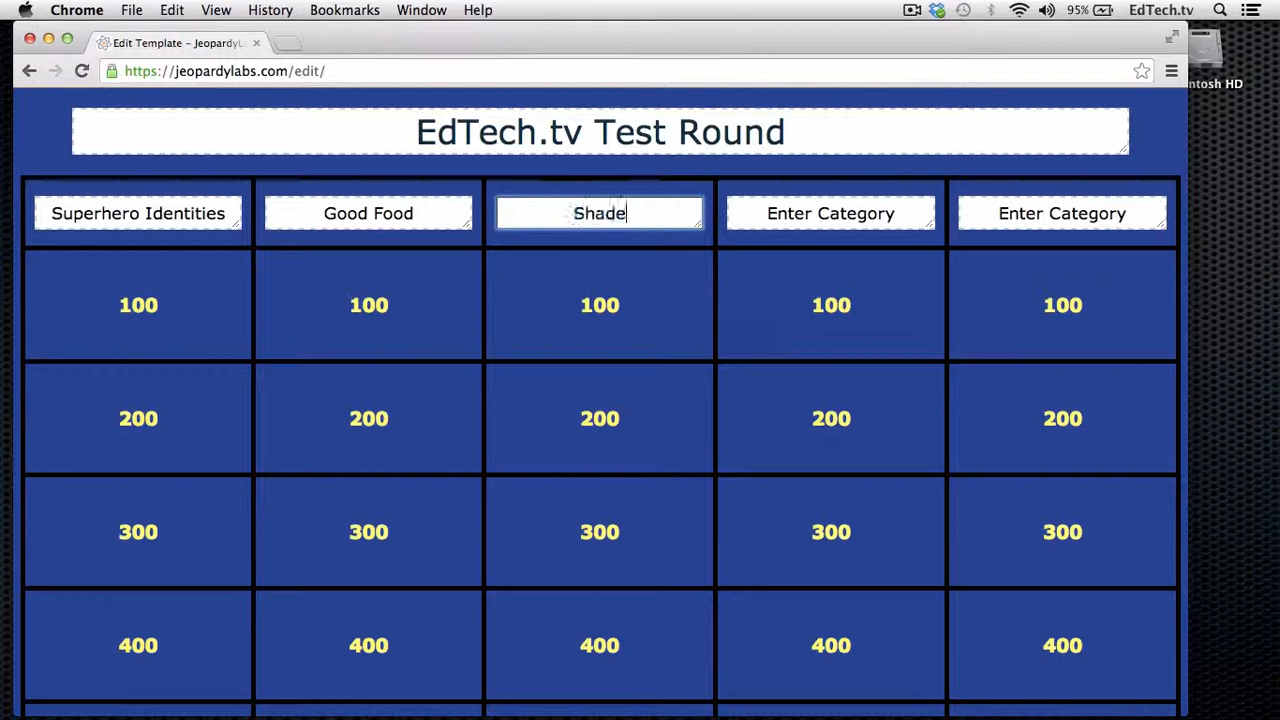 Chrome File Edit View History Bookmarks Window Help 95% EdTech.tv
Edit Template – JeopardyL
https://jeopardylabs.com/edit/
ntosh HD
EdTech.tv Test Round
Superhero Identities Good Food Shade Enter Category Enter Category
100 100 100 100 100
200 200 200 200 200
300 300 300 300 300
400 400 400 400 400